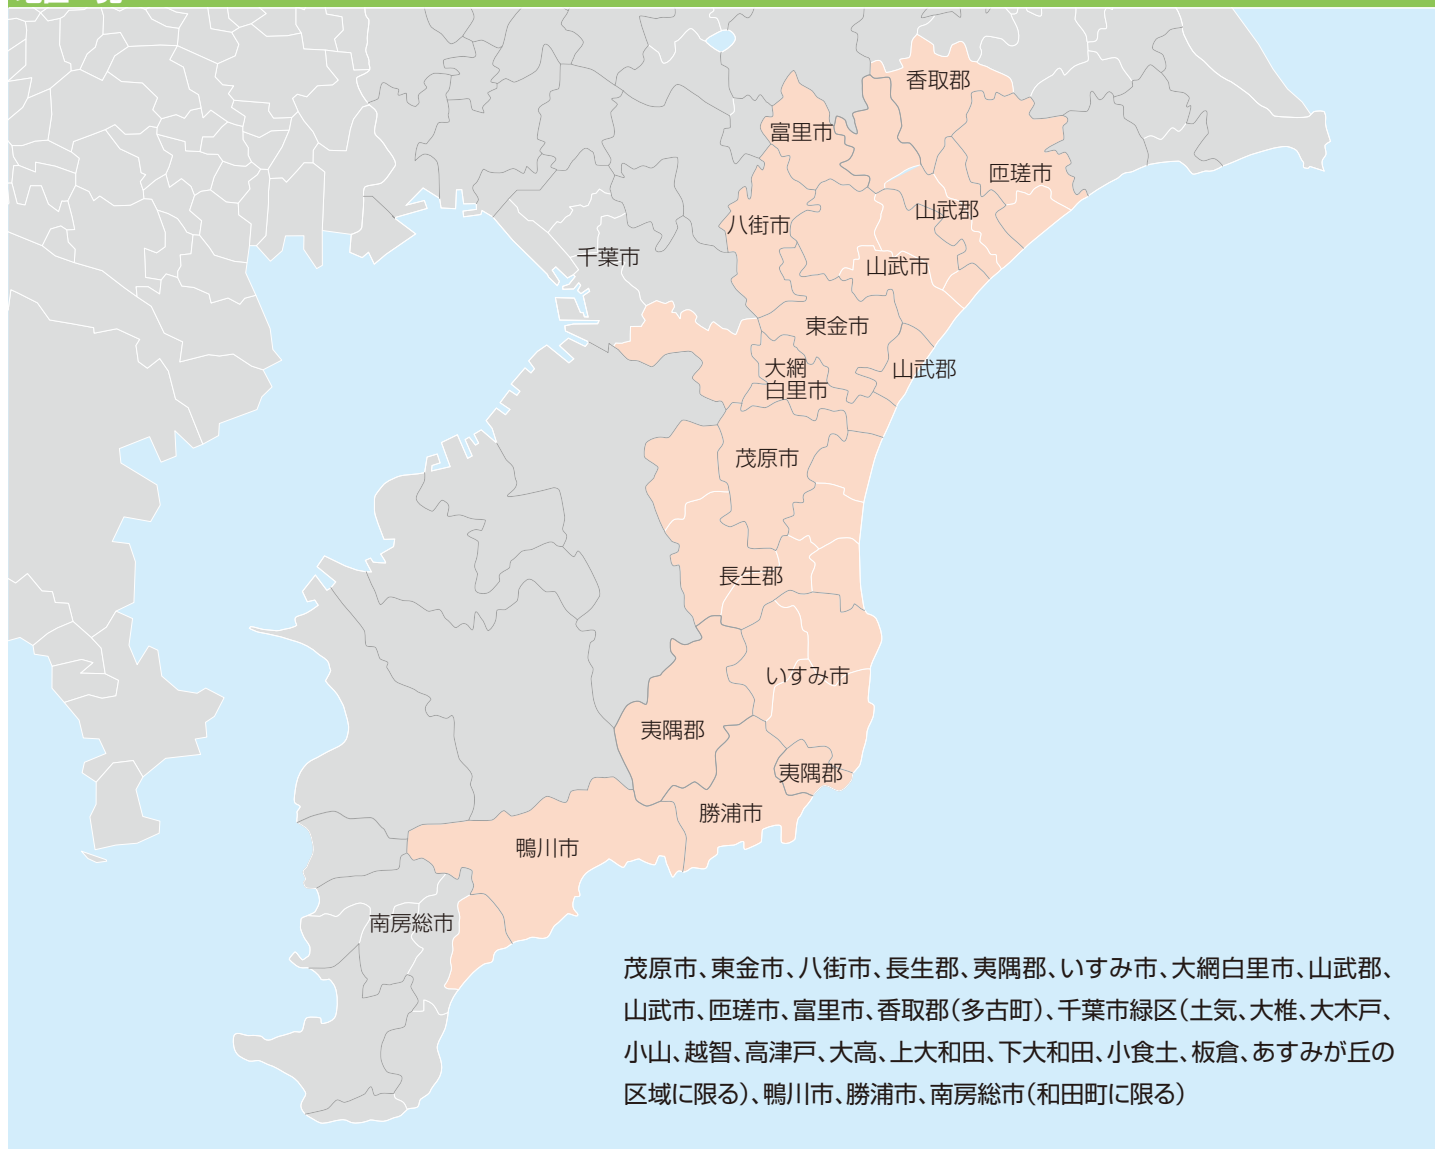 香取郡
富里市
匝瑳市
山武郡
八街市
千葉市
山武市
東金市
大網
白里市
山武郡
茂原市
長生郡
いすみ市
夷隅郡
夷隅郡
勝浦市
鴨川市
南房総市
茂原市、東金市、八街市、長生郡、夷隅郡、いすみ市、大網白里市、山武郡、
山武市、匝瑳市、富里市、香取郡（多古町）、千葉市緑区（土気、大椎、大木戸、
小山、越智、高津戸、大高、上大和田、下大和田、小食土、板倉、あすみが丘の
区域に限る）、鴨川市、勝浦市、南房総市（和田町に限る）